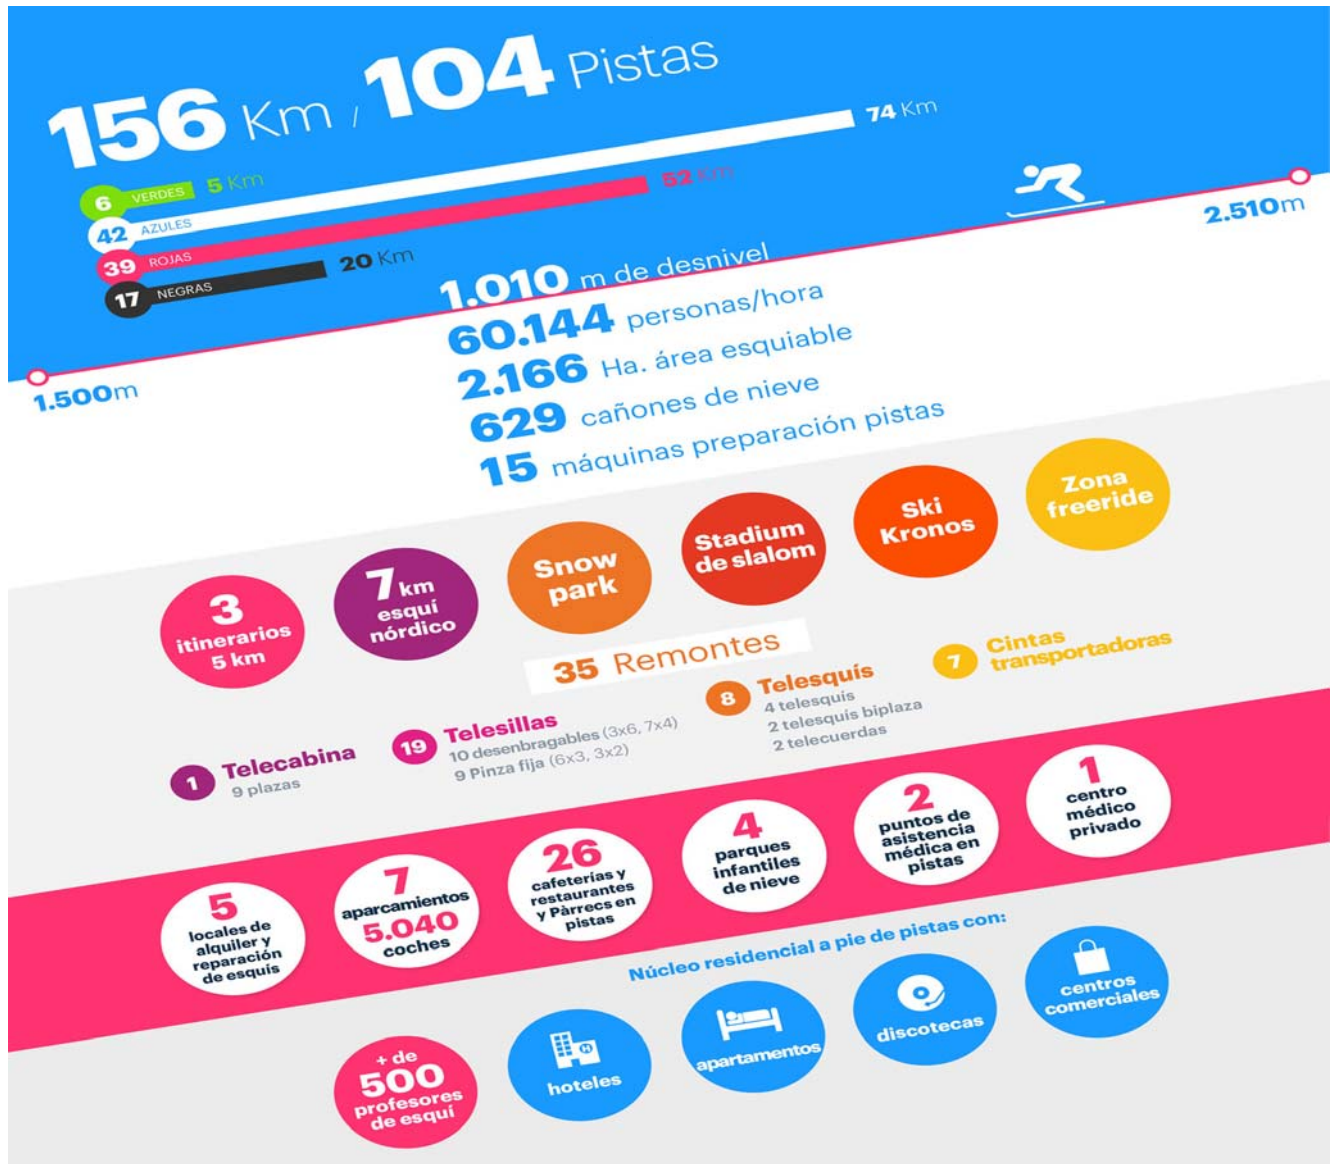 156 Km / 104 Pistas
6 VERDES 5 Km
42 AZULES 74 Km
39 ROJAS 52 Km
17 NEGRAS 20 Km
2.510m
1.500m
1.010 m de desnivel
60.144 personas/hora
2.166 Ha. área esquiable
629 cañones de nieve
15 máquinas preparación pistas
3
itinerarios
5 km
7 km
esquí
nórdico
Snow
park
Stadium
de slalom
Ski
Kronos
Zona
freeride
35 Remontes
1 Telecabina
9 plazas
19 Telesillas
10 desenbragables (3x6, 7x4)
9 Pinza fija (6x3, 3x2)
8 Telesquís
4 telesquís
2 telesquís biplaza
2 telecuerdas
7 Cintas
transportadoras
5
locales de
alquiler y
reparación
de esquís
7
aparcamientos
5.040
coches
26
cafeterías y
restaurantes
y Pàrrecs en
pistas
4
parques
infantiles
de nieve
2
puntos de
asistencia
médica en
pistas
1
centro
médico
privado
Núcleo residencial a pie de pistas con:
+ de
500
profesores
de esquí
H
hoteles
apartamentos
discotecas
centros
comerciales